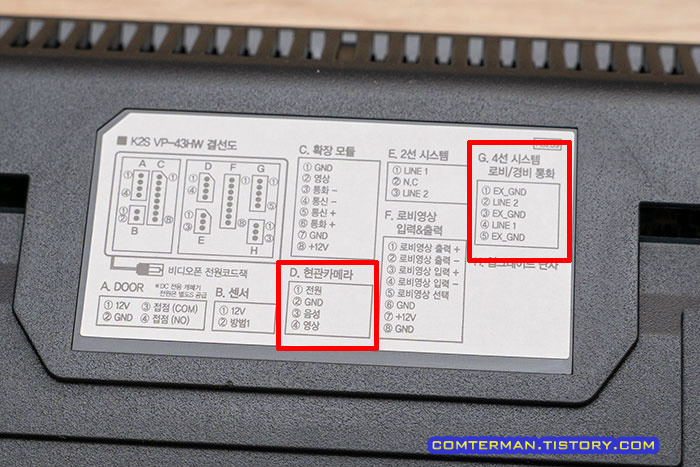 ■ K2S VP-43HW 결선도
A C D F G
B E H
비디오폰 전원코드잭
A. DOOR
※ DC 전용 개폐기
전원은 별도S 공급
① 12V ③ 접점 (COM)
② GND ④ 접점 (NO)
B. 센서
① 12V
② 방범1
C. 확장 모듈
① GND
② 영상
③ 통화 -
④ 통신 -
⑤ 통신 +
⑥ 통화 +
⑦ GND
⑧ +12V
D. 현관카메라
① 전원
② GND
③ 음성
④ 영상
E. 2선 시스템
① LINE 1
② N,C
③ LINE 2
F. 로비영상
입력&출력
① 로비영상 출력 +
② 로비영상 출력 -
③ 로비영상 입력 +
④ 로비영상 입력 -
⑤ 로비영상 선택
⑥ GND
⑦ +12V
⑧ GND
G. 4선 시스템
로비/경비 통화
① EX_GND
② LINE 2
③ EX_GND
④ LINE 1
⑤ EX_GND
COMTERMAN.TISTORY.COM